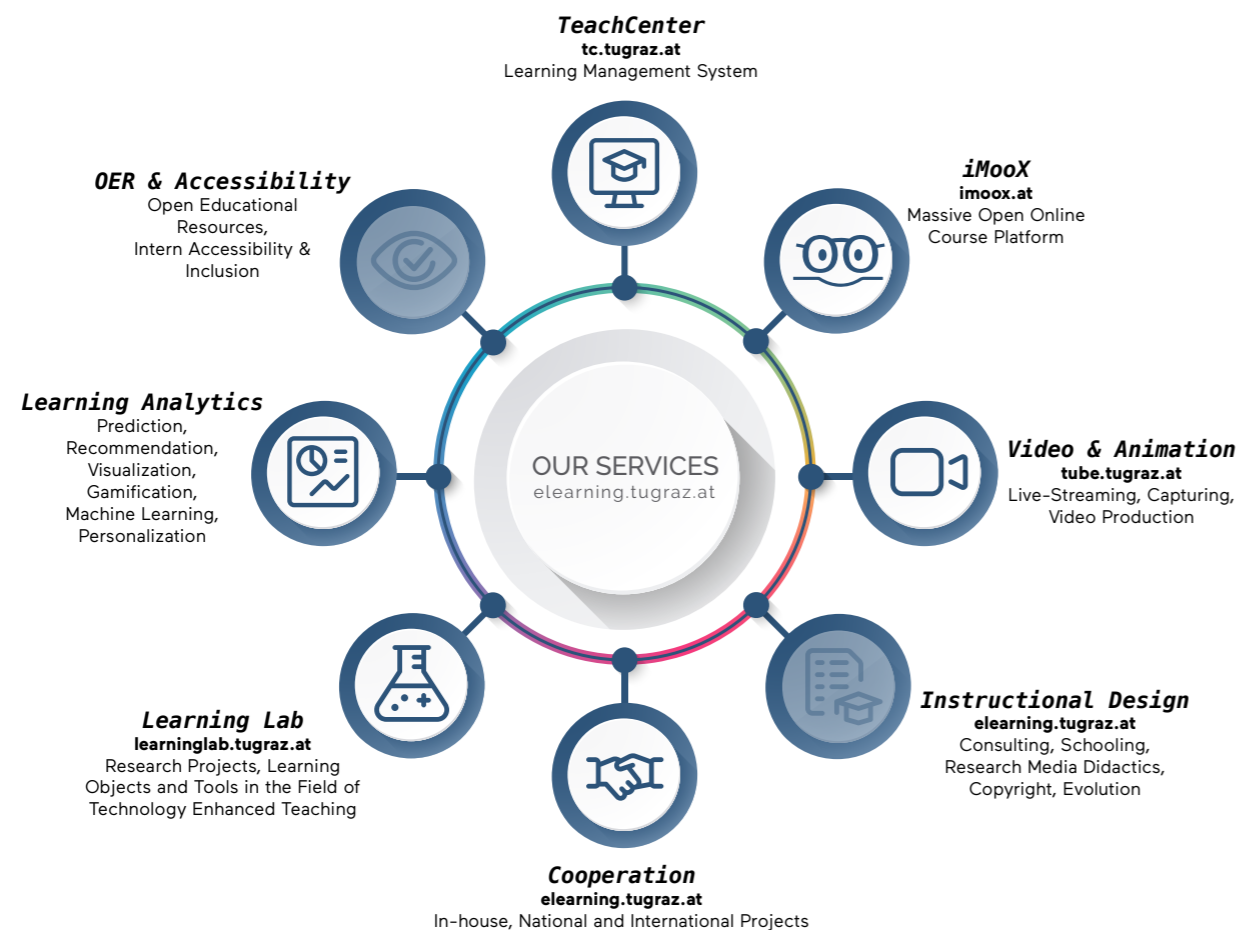 TeachCenter
tc.tugraz.at
Learning Management System
OER & Accessibility
Open Educational
Resources,
Intern Accessibility &
Inclusion
iMooX
imoox.at
Massive Open Online
Course Platform
Learning Analytics
Prediction,
Recommendation,
Visualization,
Gamification,
Machine Learning,
Personalization
OUR SERVICES
elearning.tugraz.at
Video & Animation
tube.tugraz.at
Live-Streaming, Capturing,
Video Production
Learning Lab
learninglab.tugraz.at
Research Projects, Learning
Objects and Tools in the Field of
Technology Enhanced Teaching
Instructional Design
elearning.tugraz.at
Consulting, Schooling,
Research Media Didactics,
Copyright, Evolution
Cooperation
elearning.tugraz.at
In-house, National and International Projects